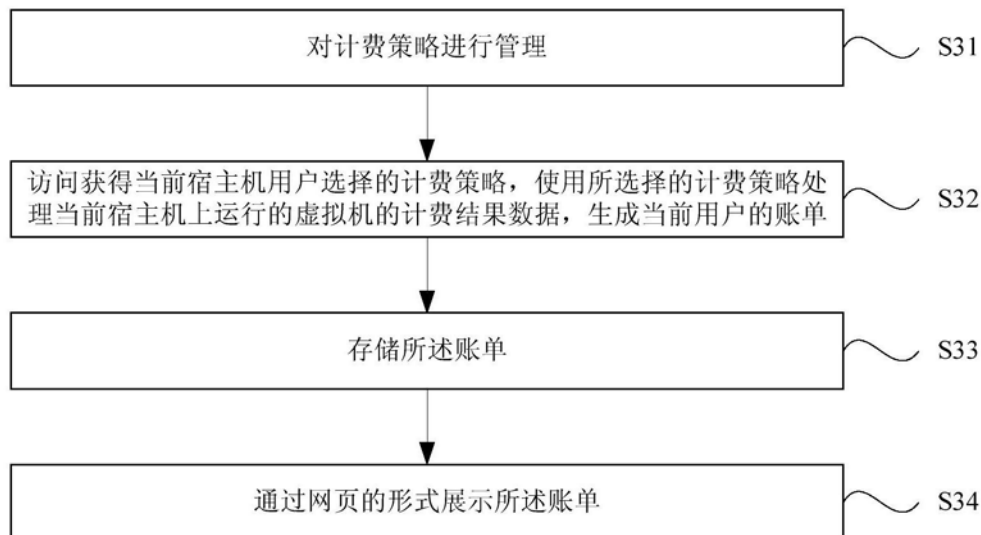 对计费策略进行管理
S31
访问获得当前宿主机用户选择的计费策略，使用所选择的计费策略处
理当前宿主机上运行的虚拟机的计费结果数据，生成当前用户的账单
S32
存储所述账单
S33
通过网页的形式展示所述账单
S34